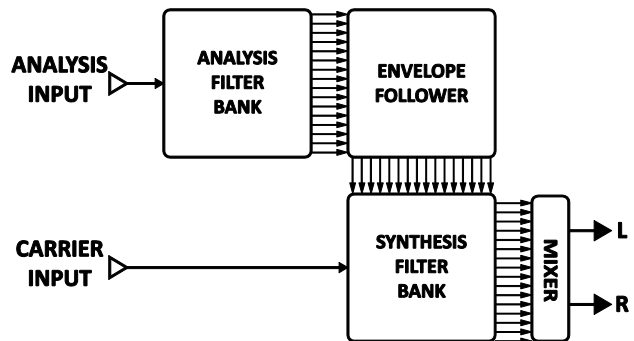 ANALYSIS
INPUT
ANALYSIS
FILTER
BANK
ENVELOPE
FOLLOWER
CARRIER
INPUT
SYNTHESIS
FILTER
BANK
MIXER
L
R